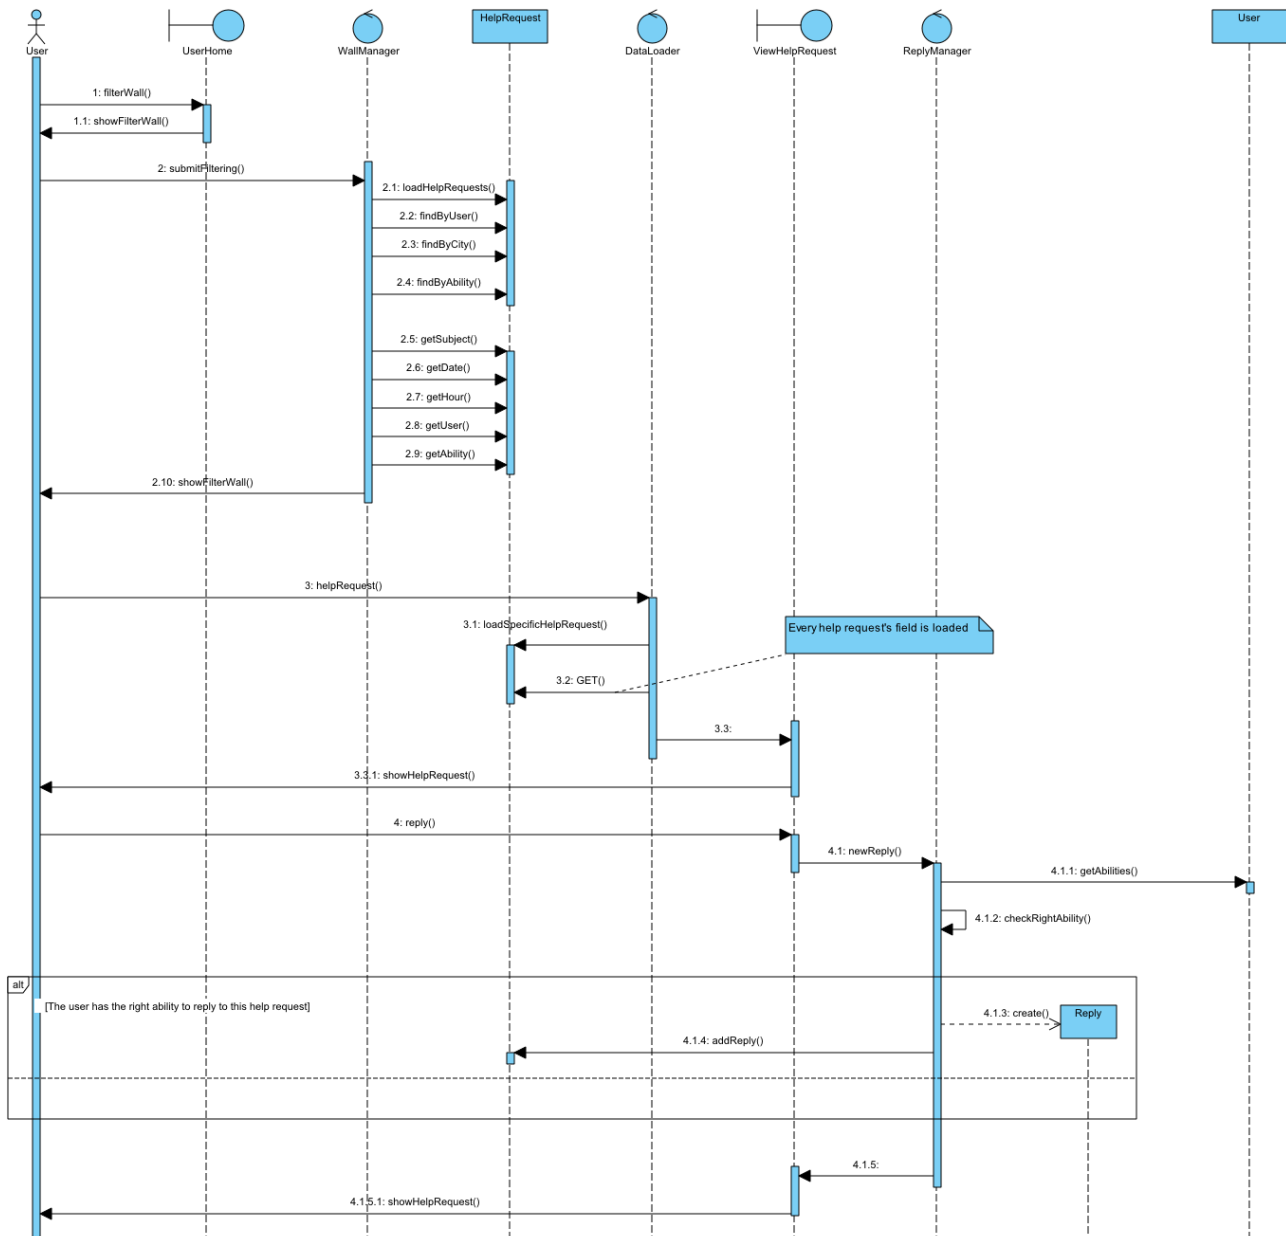 User
UserHome
WallManager
HelpRequest
DataLoader
ViewHelpRequest
ReplyManager
User
1: filterWall()
1.1: showFilterWall()
2: submitFiltering()
2.1: loadHelpRequests()
2.2: findByUser()
2.3: findByCity()
2.4: findByAbility()
2.5: getSubject()
2.6: getDate()
2.7: getHour()
2.8: getUser()
2.9: getAbility()
2.10: showFilterWall()
3: helpRequest()
3.1: loadSpecificHelpRequest()
Every help request's field is loaded
3.2: GET()
3.3:
3.3.1: showHelpRequest()
4: reply()
4.1: newReply()
4.1.1: getAbilities()
4.1.2: checkRightAbility()
alt
[The user has the right ability to reply to this help request]
4.1.3: create()
Reply
4.1.4: addReply()
4.1.5:
4.1.5.1: showHelpRequest()